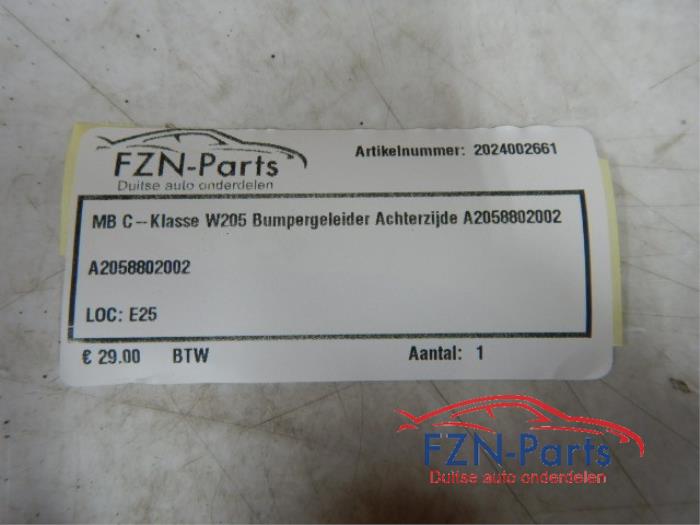 FZN-Parts
Duitse auto onderdelen
Artikelnummer: 2024002661
MB C--Klasse W205 Bumpergeleider Achterzijde A2058802002
A2058802002
LOC: E25
€ 29.00 BTW Aantal: 1
FZN-Parts
Duitse auto onderdelen